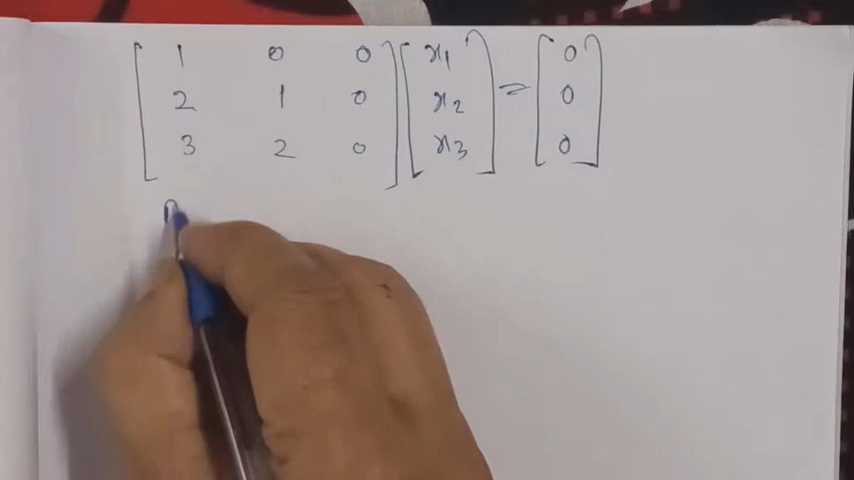 [ 1 0 0 ] [ x1 ] = [ 0 ]
[ 2 1 0 ] [ x2 ] [ 0 ]
[ 3 2 0 ] [ x3 ] [ 0 ]